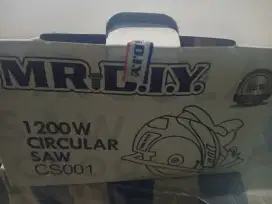 MR.D.I.Y.
1200W
CIRCULAR
SAW
CS001